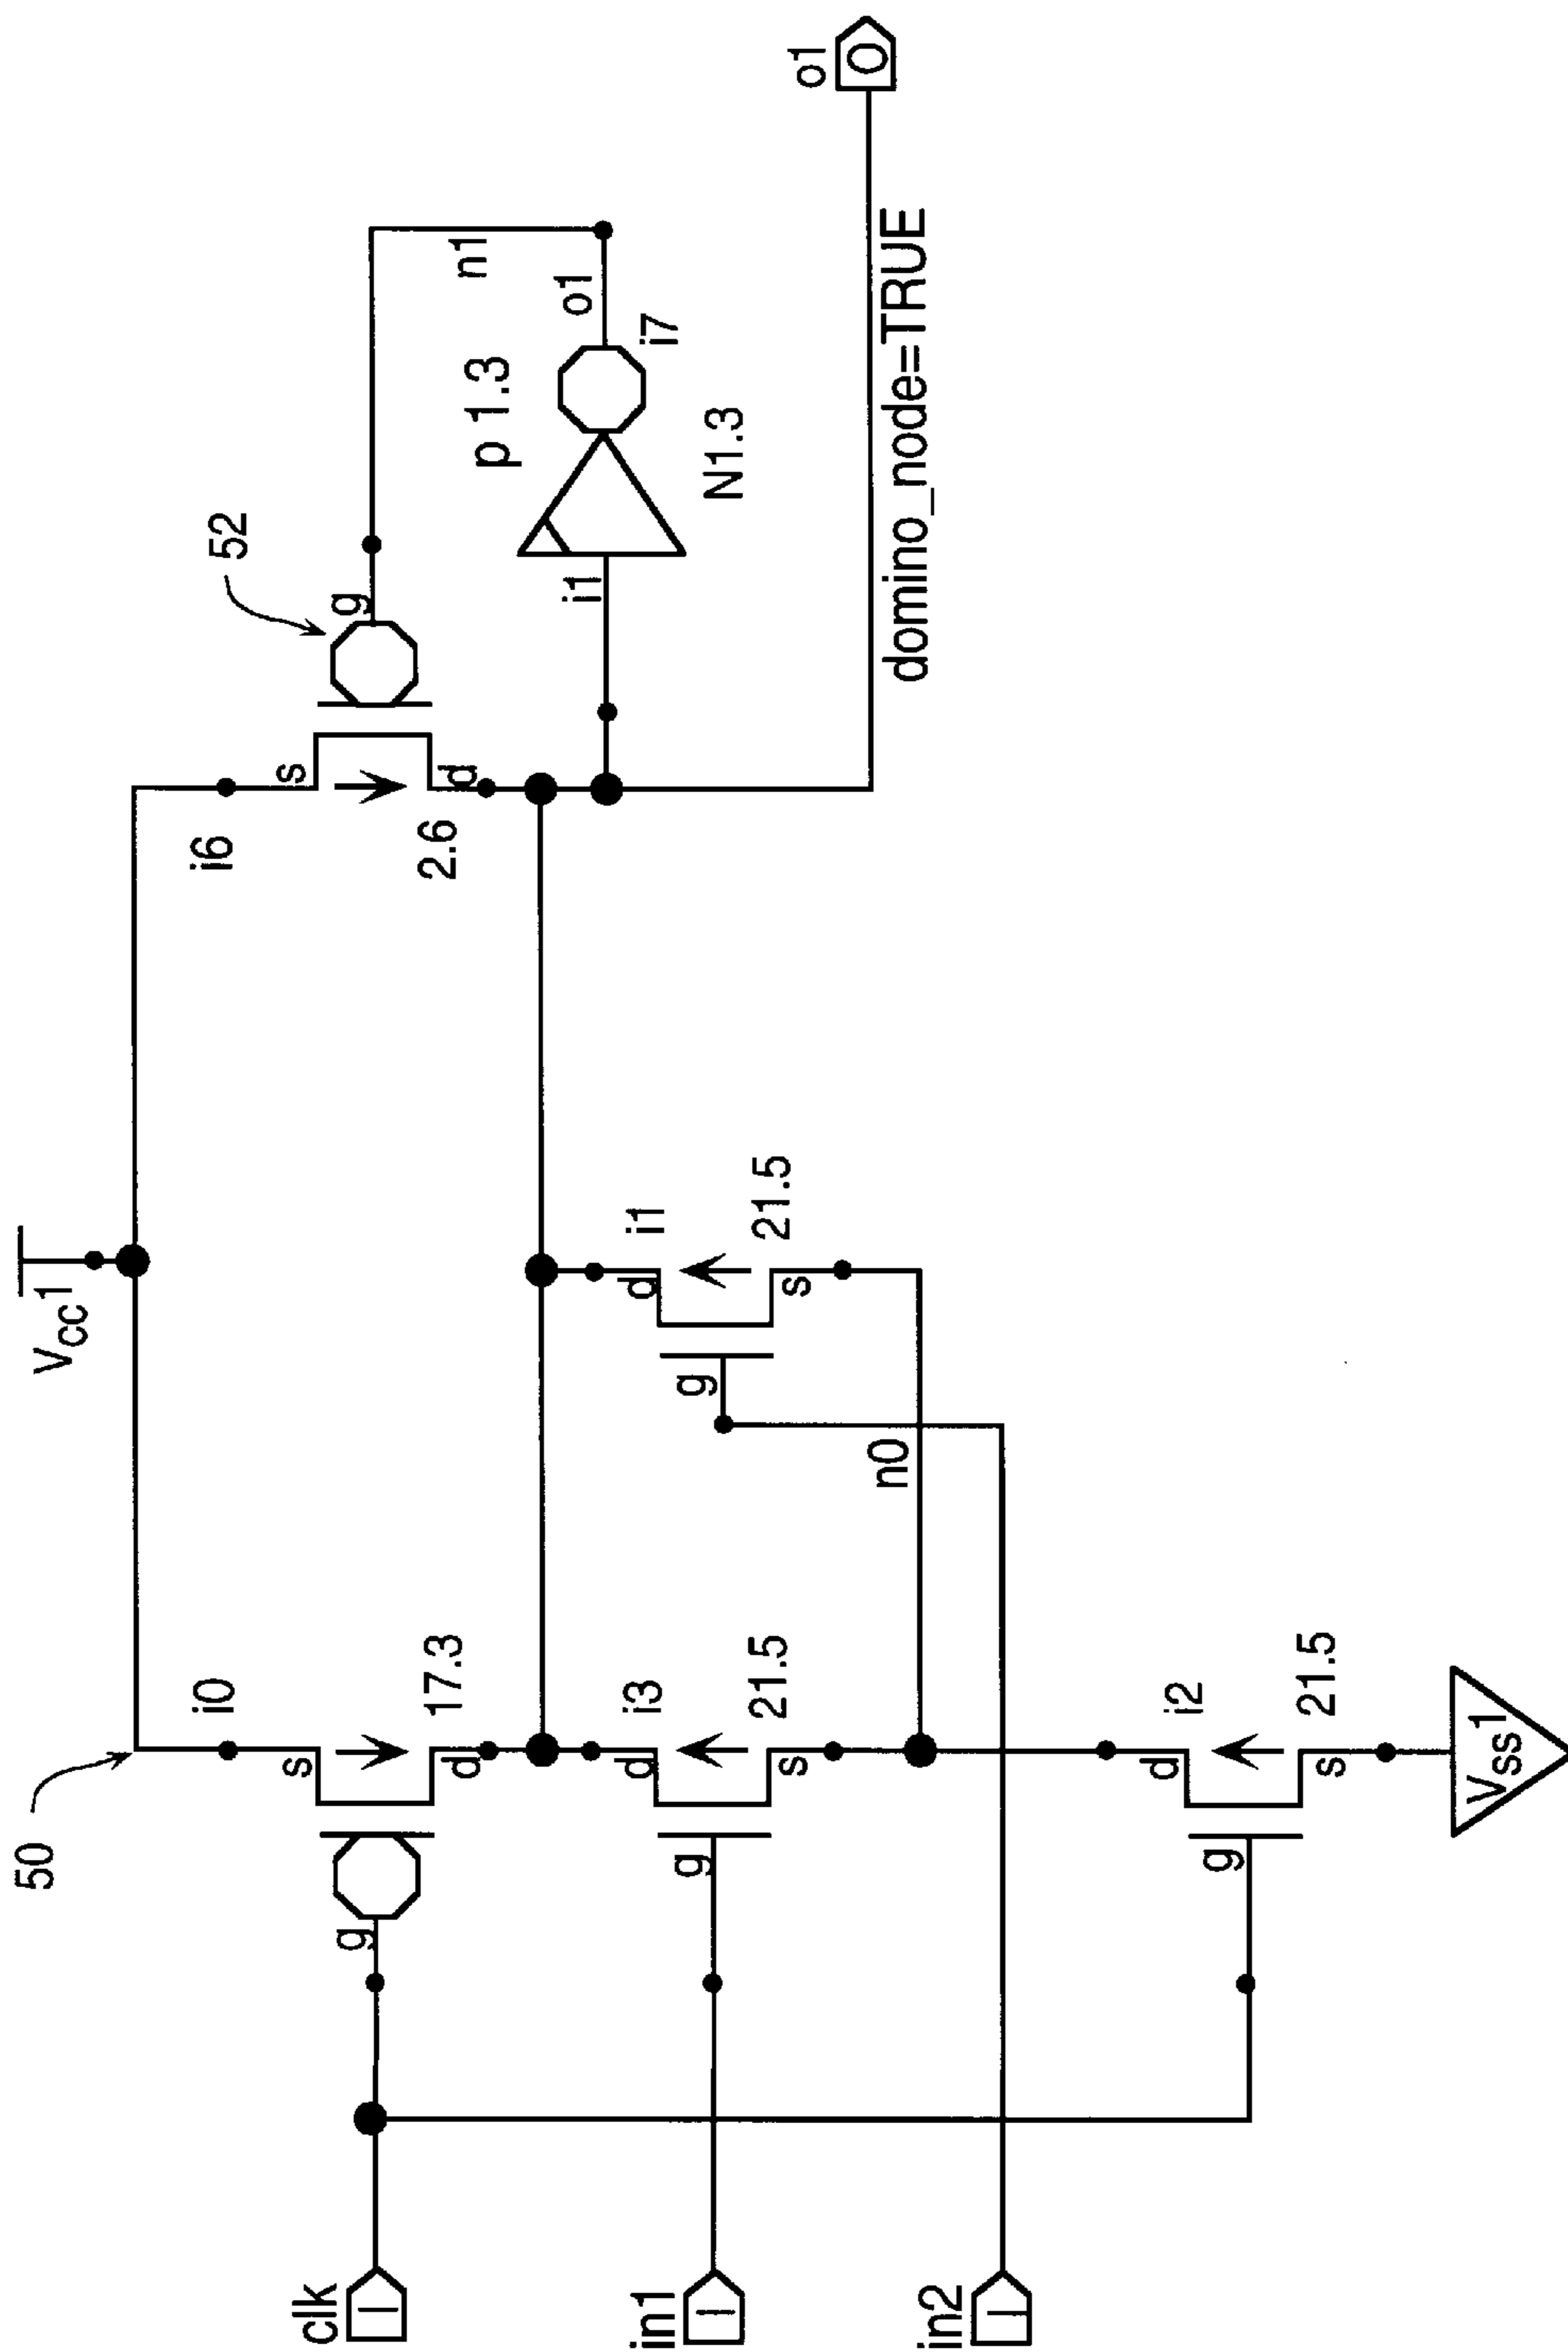 50
Vcc1
52
i0
i6
s
s
g
g
17.3
2.6
d
d
n1
clk
I
p 1.3
i1
o1
i7
N1.3
d
i3
d
i1
g
g
21.5
21.5
s
s
in1
I
n0
o1
O
domino_node=TRUE
in2
I
d
i2
g
21.5
s
Vss1